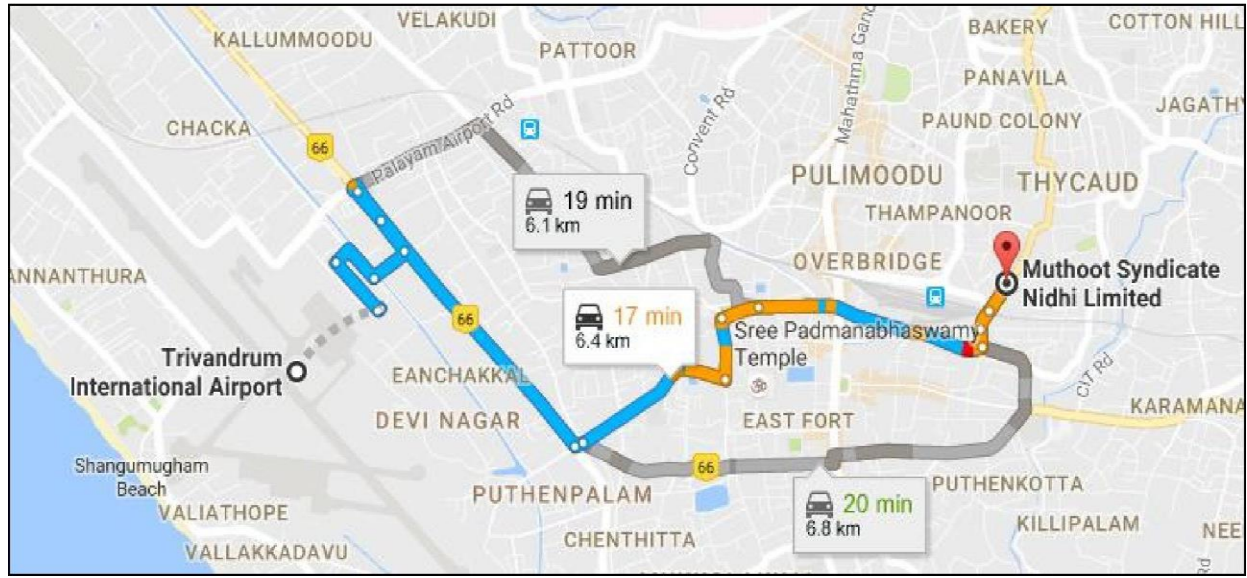 VELAKUDI
BAKERY
COTTON HILL
KALLUMMOODU
PATTOOR
Mahathma Gand
PANAVILA
JAGATHY
CHACKA
66
Palayam Airport Rd
Convent Rd
PAUND COLONY
19 min
6.1 km
PULIMOODU
THYCAUD
THAMPANOOR
ANNANTHURA
OVERBRIDGE
Muthoot Syndicate
Nidhi Limited
66
17 min
6.4 km
Sree Padmanabhaswamy
Temple
Trivandrum
International Airport
EANCHAKKAL
CIT Rd
DEVI NAGAR
EAST FORT
KARAMANA
Shangumugham
Beach
66
PUTHENPALAM
20 min
6.8 km
PUTHENKOTTA
VALIATHOPE
KILLIPALAM
NEE
CHENTHITTA
VALLAKKADAVU
Rd